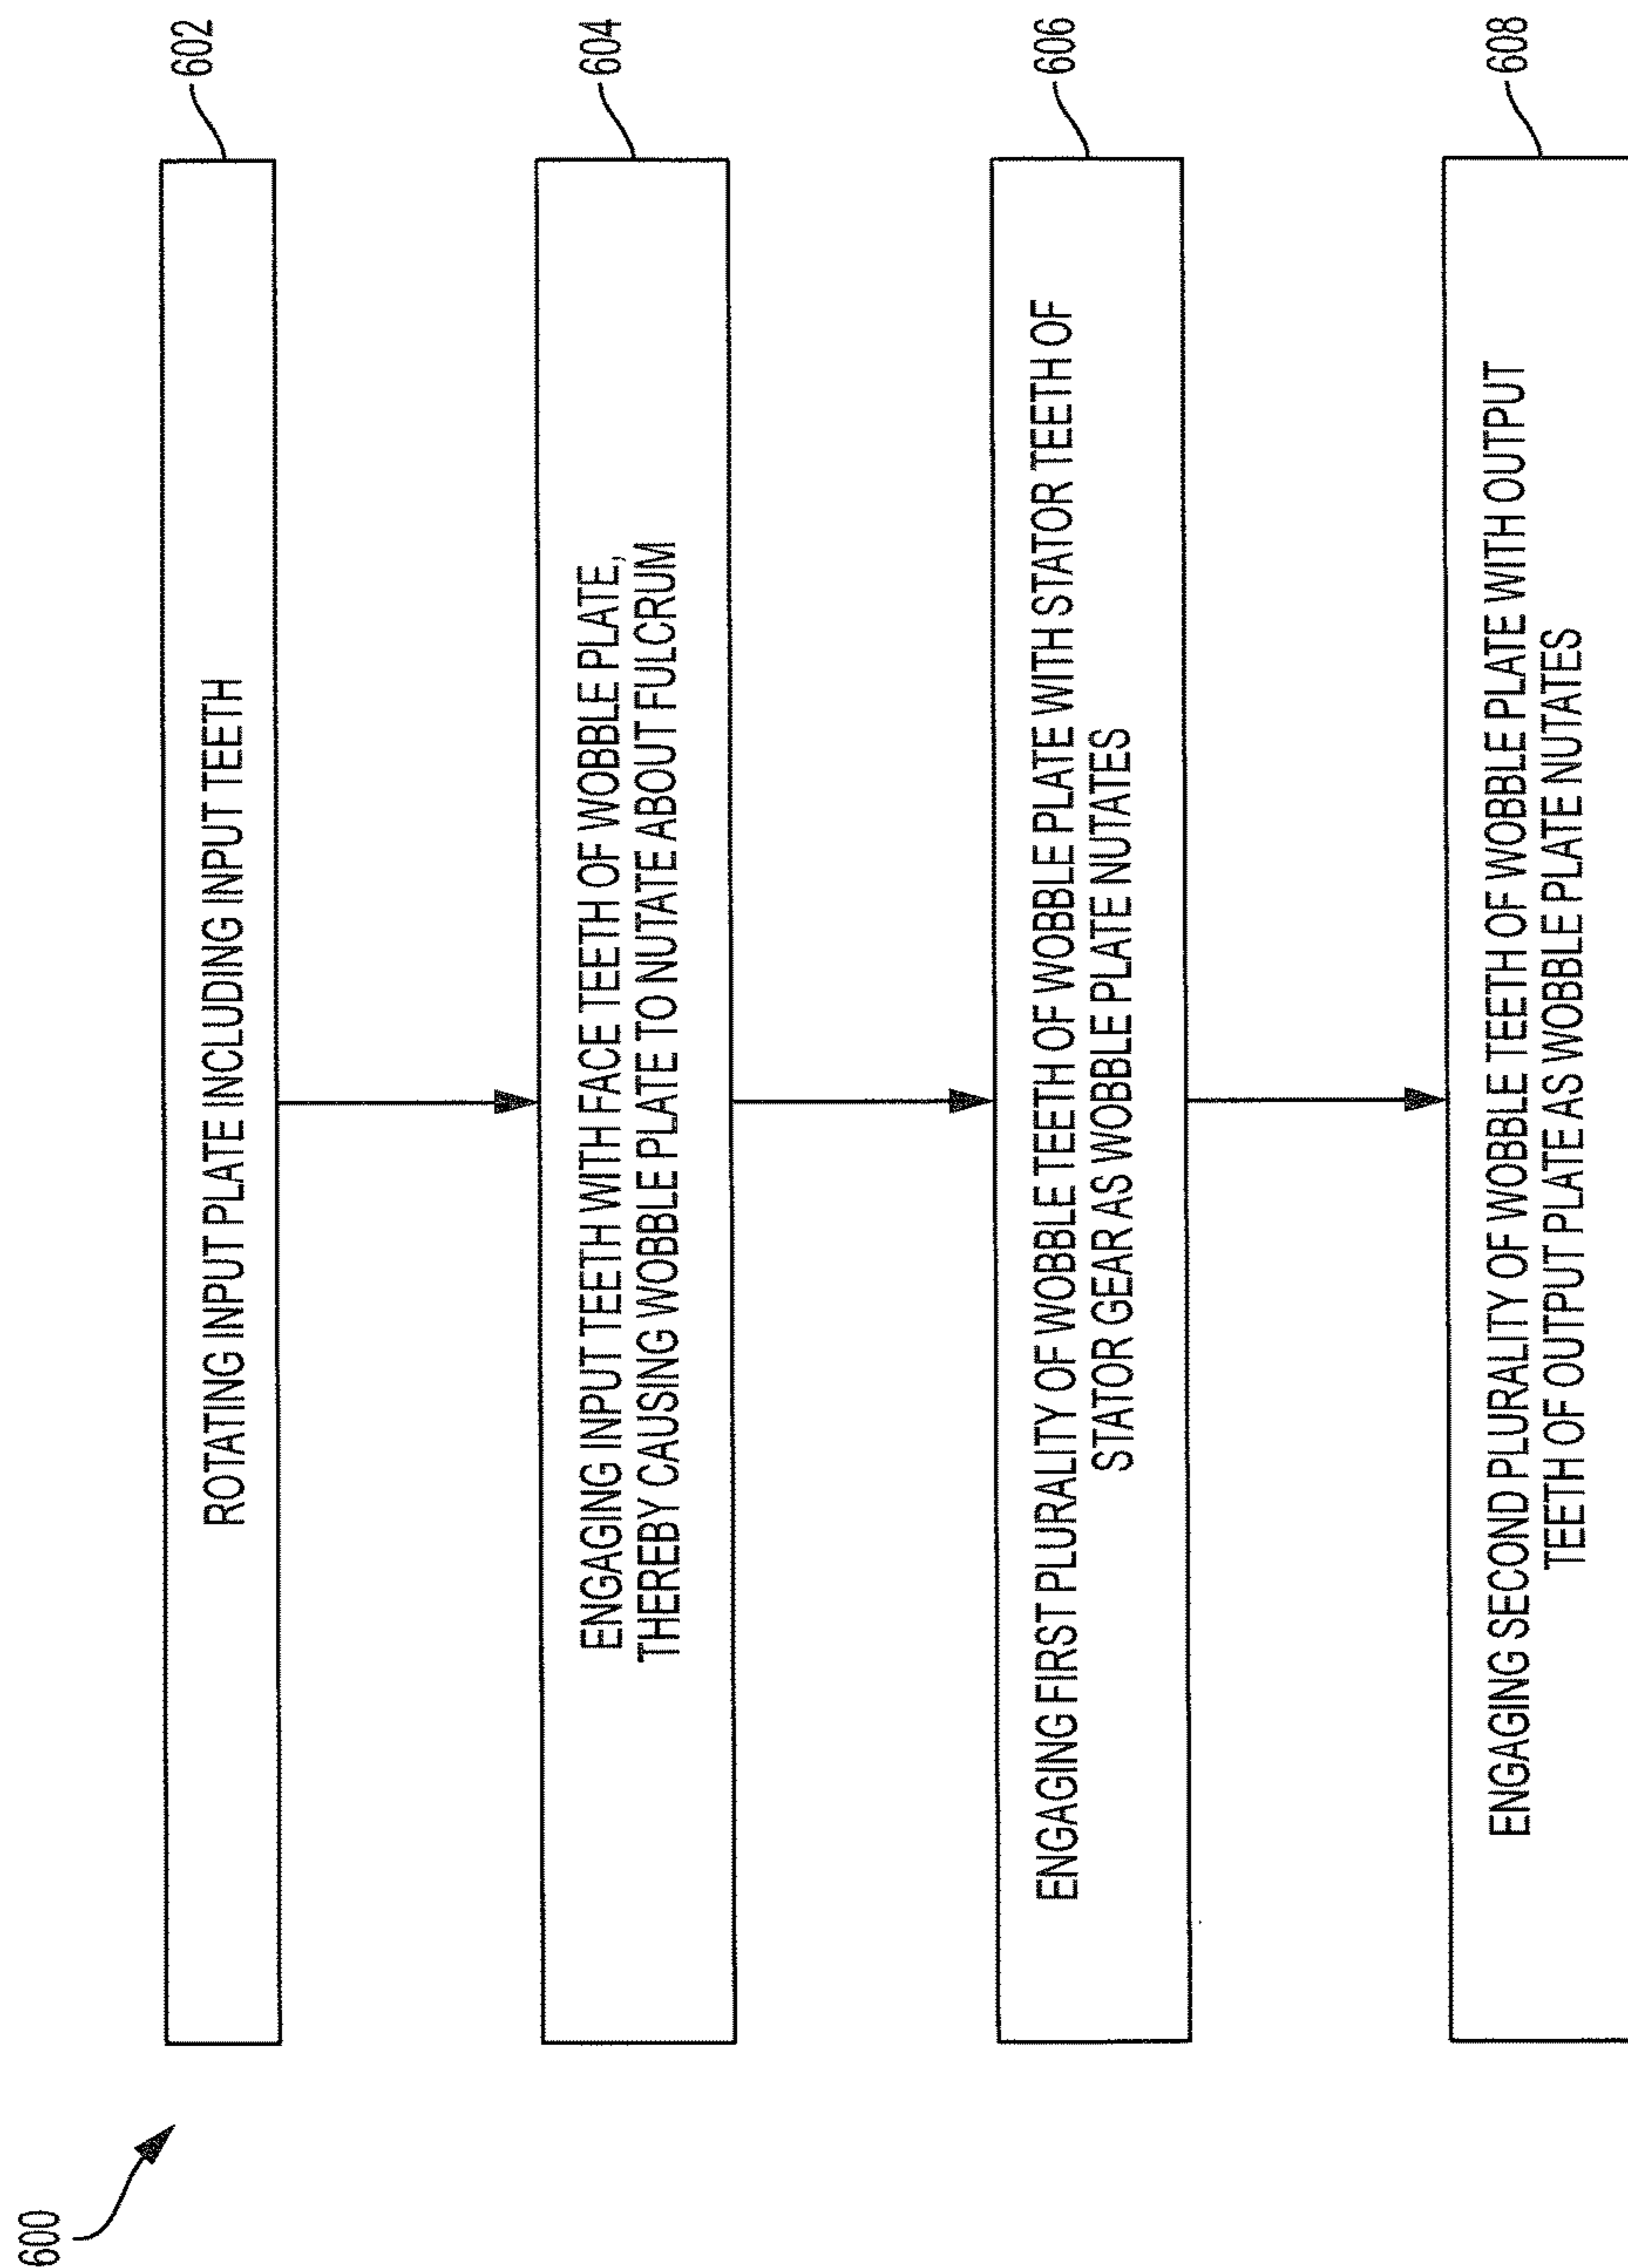 600
ROTATING INPUT PLATE INCLUDING INPUT TEETH
602
ENGAGING INPUT TEETH WITH FACE TEETH OF WOBBLE PLATE,
THEREBY CAUSING WOBBLE PLATE TO NUTATE ABOUT FULCRUM
604
ENGAGING FIRST PLURALITY OF WOBBLE TEETH OF WOBBLE PLATE WITH STATOR TEETH OF
STATOR GEAR AS WOBBLE PLATE NUTATES
606
ENGAGING SECOND PLURALITY OF WOBBLE TEETH OF WOBBLE PLATE WITH OUTPUT
TEETH OF OUTPUT PLATE AS WOBBLE PLATE NUTATES
608